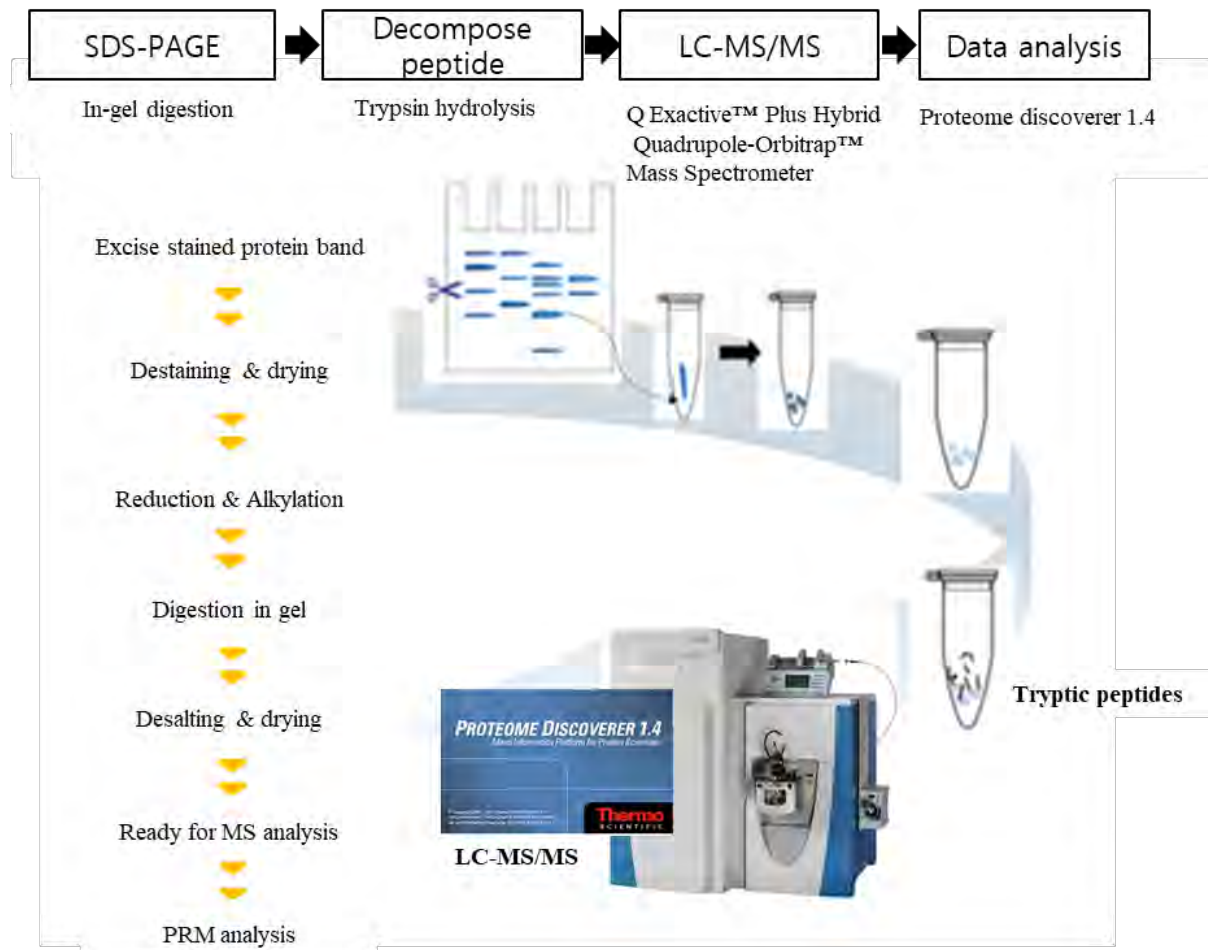 SDS-PAGE
Decompose
peptide
LC-MS/MS
Data analysis
In-gel digestion
Trypsin hydrolysis
Q Exactive™ Plus Hybrid
Quadrupole-Orbitrap™
Mass Spectrometer
Proteome discoverer 1.4
Excise stained protein band
Destaining & drying
Reduction & Alkylation
Digestion in gel
Desalting & drying
Ready for MS analysis
PRM analysis
Tryptic peptides
PROTEOME DISCOVERER 1.4
Thermo
SCIENTIFIC
LC-MS/MS